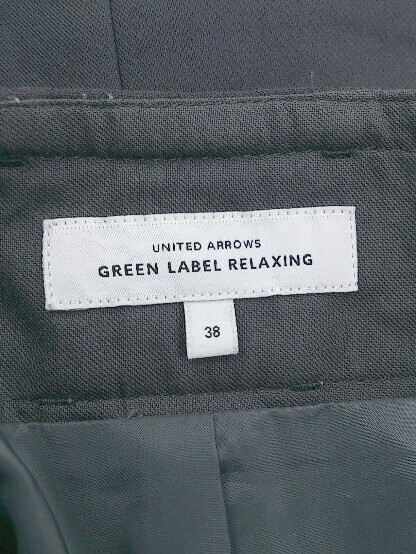 UNITED ARROWS
GREEN LABEL RELAXING
38